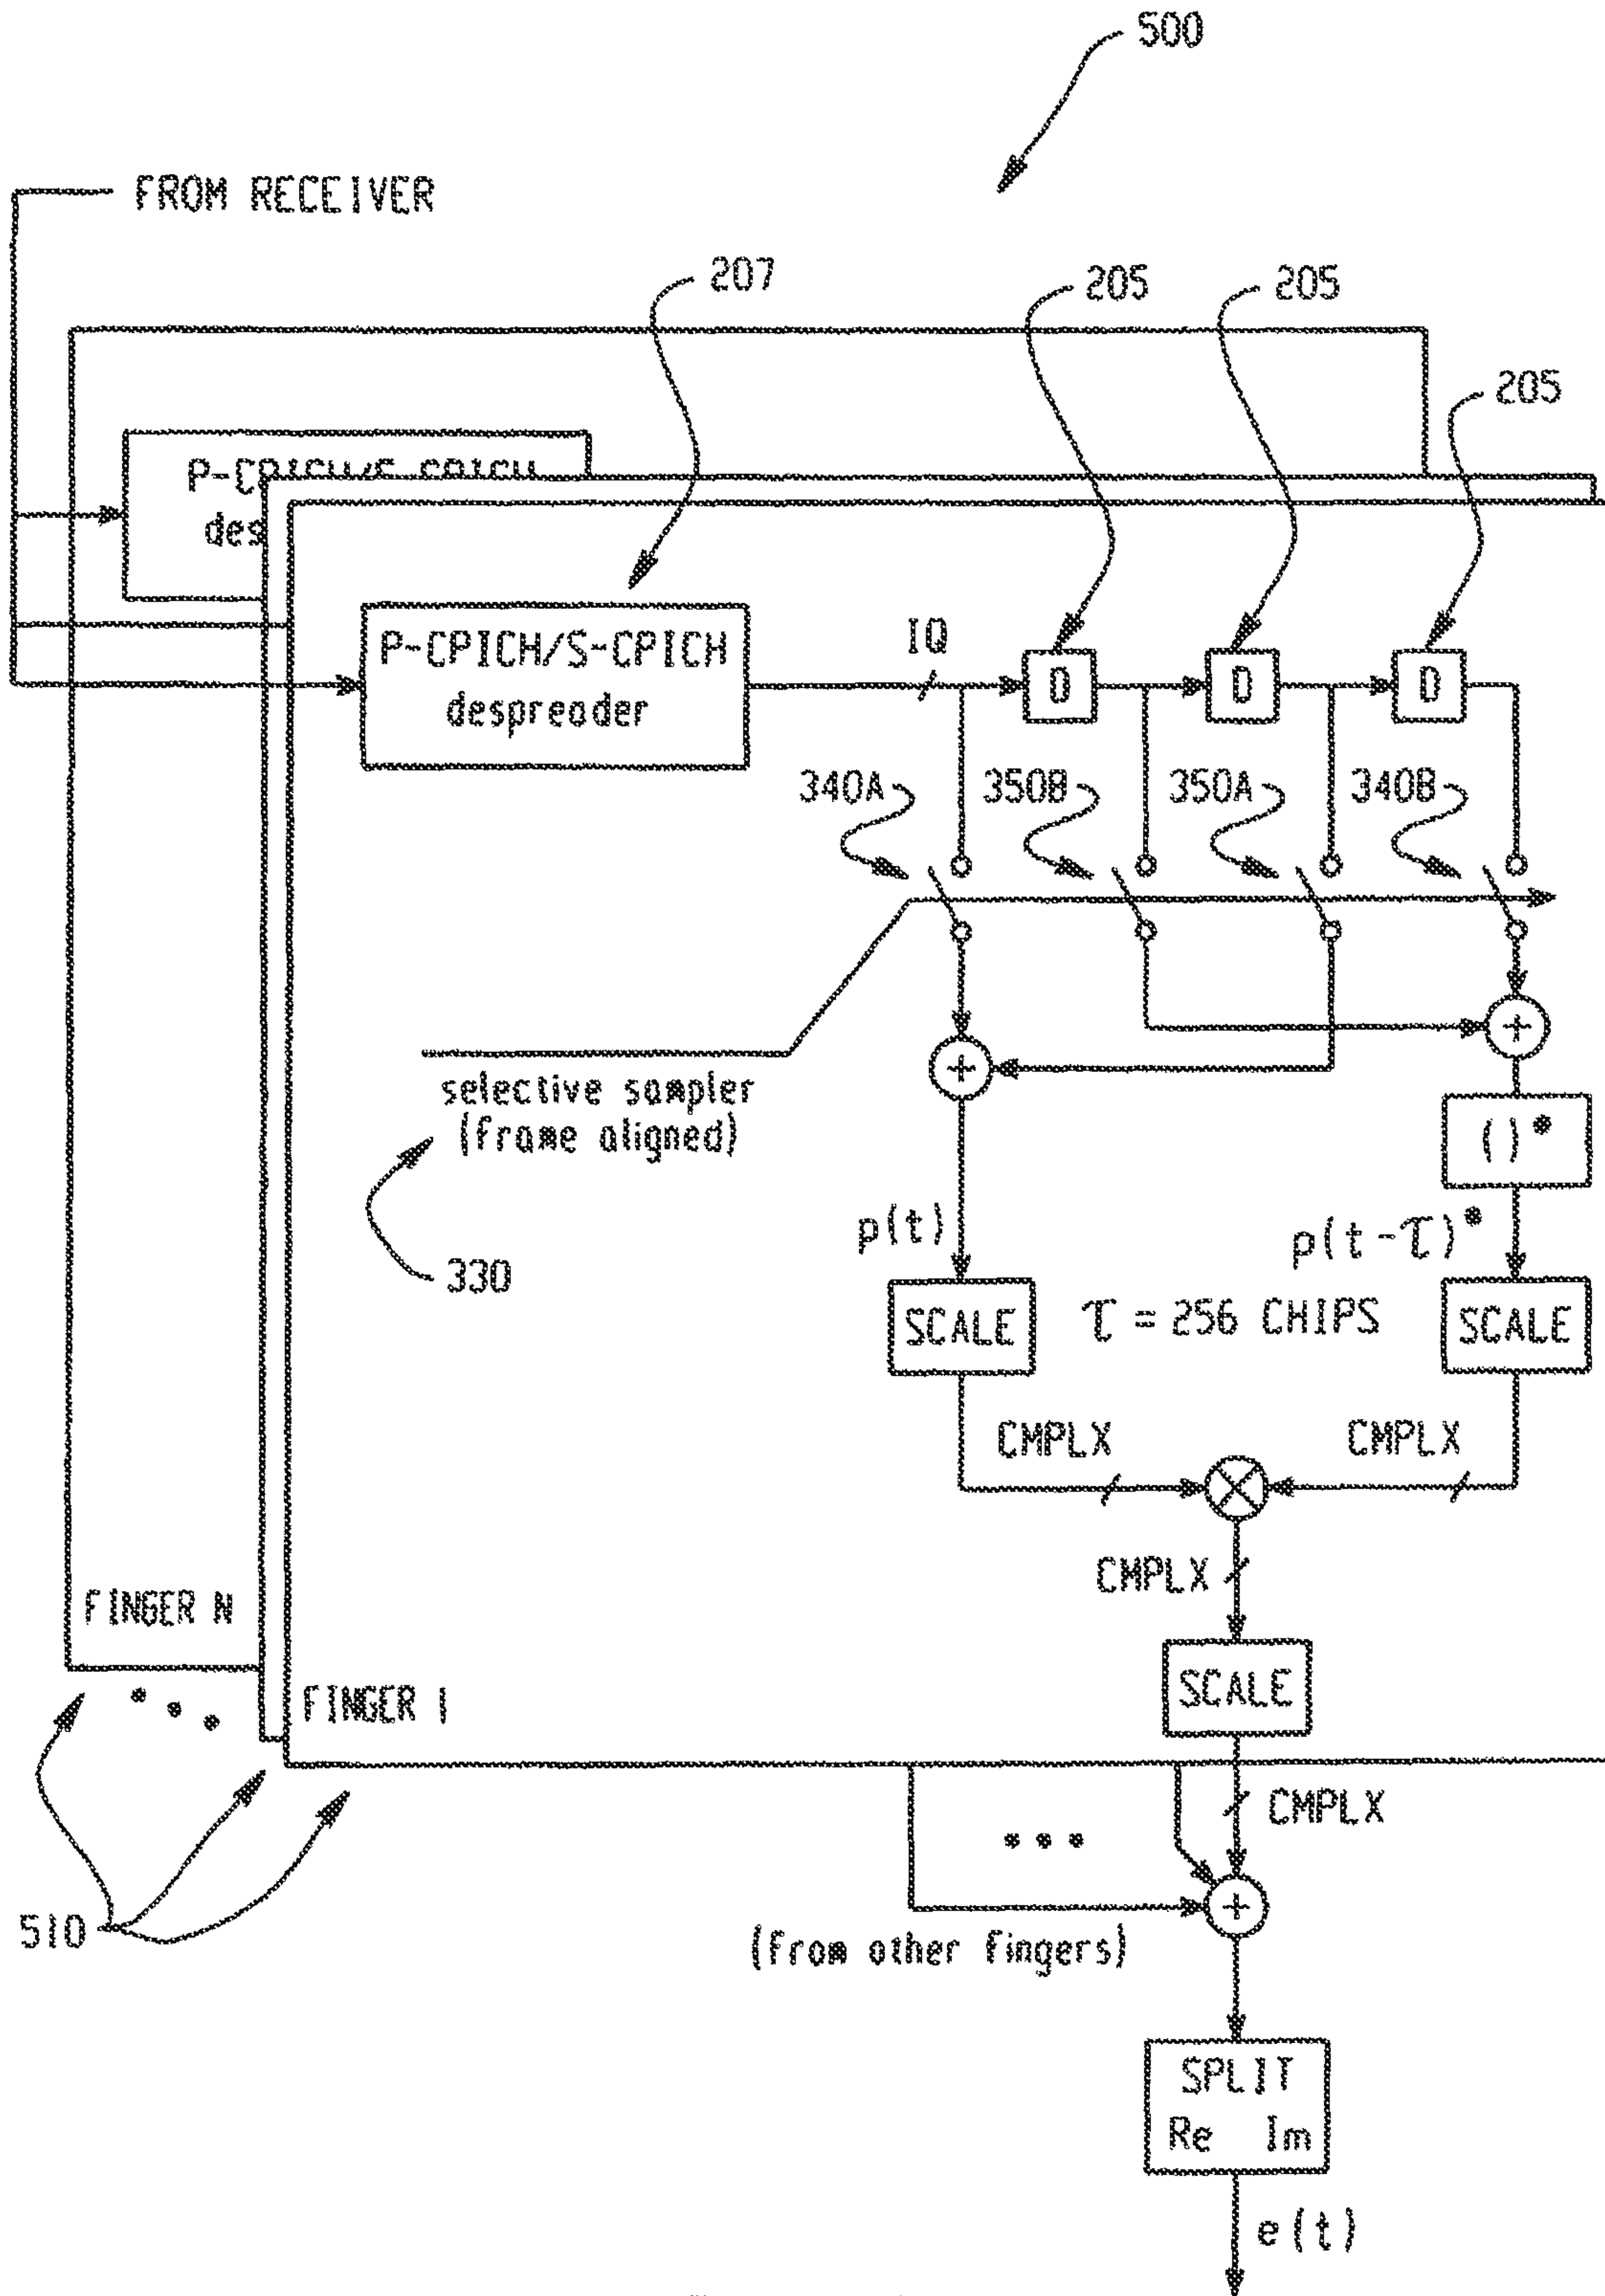 500
FROM RECEIVER
207
205
205
205
P-CPICH/S-CPICH
des
P-CPICH/S-CPICH
despreader
IQ
D
D
D
340A
350B
350A
340B
+
+
selective sampler
(frame aligned)
330
()*
p(t)
p(t-τ)*
SCALE
τ = 256 CHIPS
SCALE
CMPLX
CMPLX
CMPLX
FINGER N
SCALE
FINGER 1
CMPLX
• • •
+
510
(from other fingers)
SPLIT
Re Im
e(t)